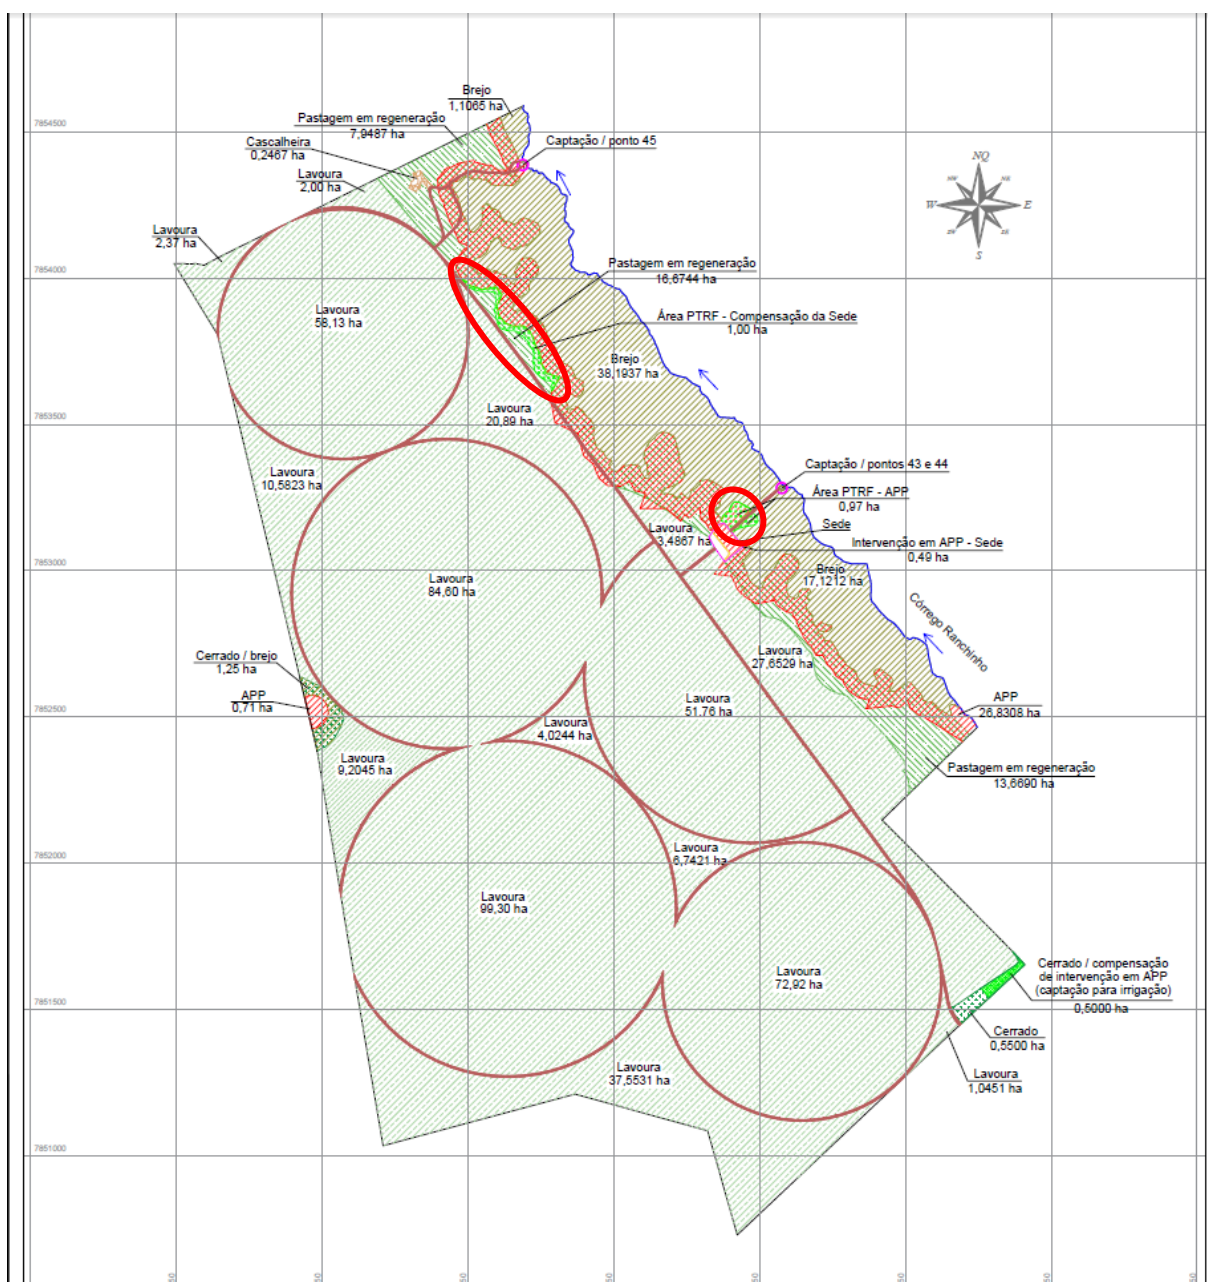 Brejo
1,1065 ha
Pastagem em regeneração
7,9487 ha
Captação / ponto 45
Cascalheira
0,2467 ha
Lavoura
2,00 ha
Lavoura
2,37 ha
NQ
W
E
S
7854500
7854000
Pastagem em regeneração
16,6744 ha
Área PTRF - Compensação da Sede
1,00 ha
Lavoura
58,13 ha
Brejo
38,1937 ha
Lavoura
20,89 ha
7853500
Lavoura
10,5823 ha
Captação / pontos 43 e 44
Área PTRF - APP
0,97 ha
Sede
Intervenção em APP - Sede
0,49 ha
Lavoura
3,4867 ha
Brejo
17,1212 ha
7853000
Lavoura
84,60 ha
Córrego Ranchinho
Cerrado / brejo
1,25 ha
APP
0,71 ha
Lavoura
27,6529 ha
Lavoura
51,76 ha
APP
26,8308 ha
7852500
Lavoura
4,0244 ha
Lavoura
9,2045 ha
Pastagem em regeneração
13,6690 ha
7852000
Lavoura
6,7421 ha
Lavoura
99,30 ha
Lavoura
72,92 ha
Cerrado / compensação
de intervenção em APP
(captação para irrigação)
0,5000 ha
7851500
Cerrado
0,5500 ha
Lavoura
1,0451 ha
Lavoura
37,5531 ha
7851000